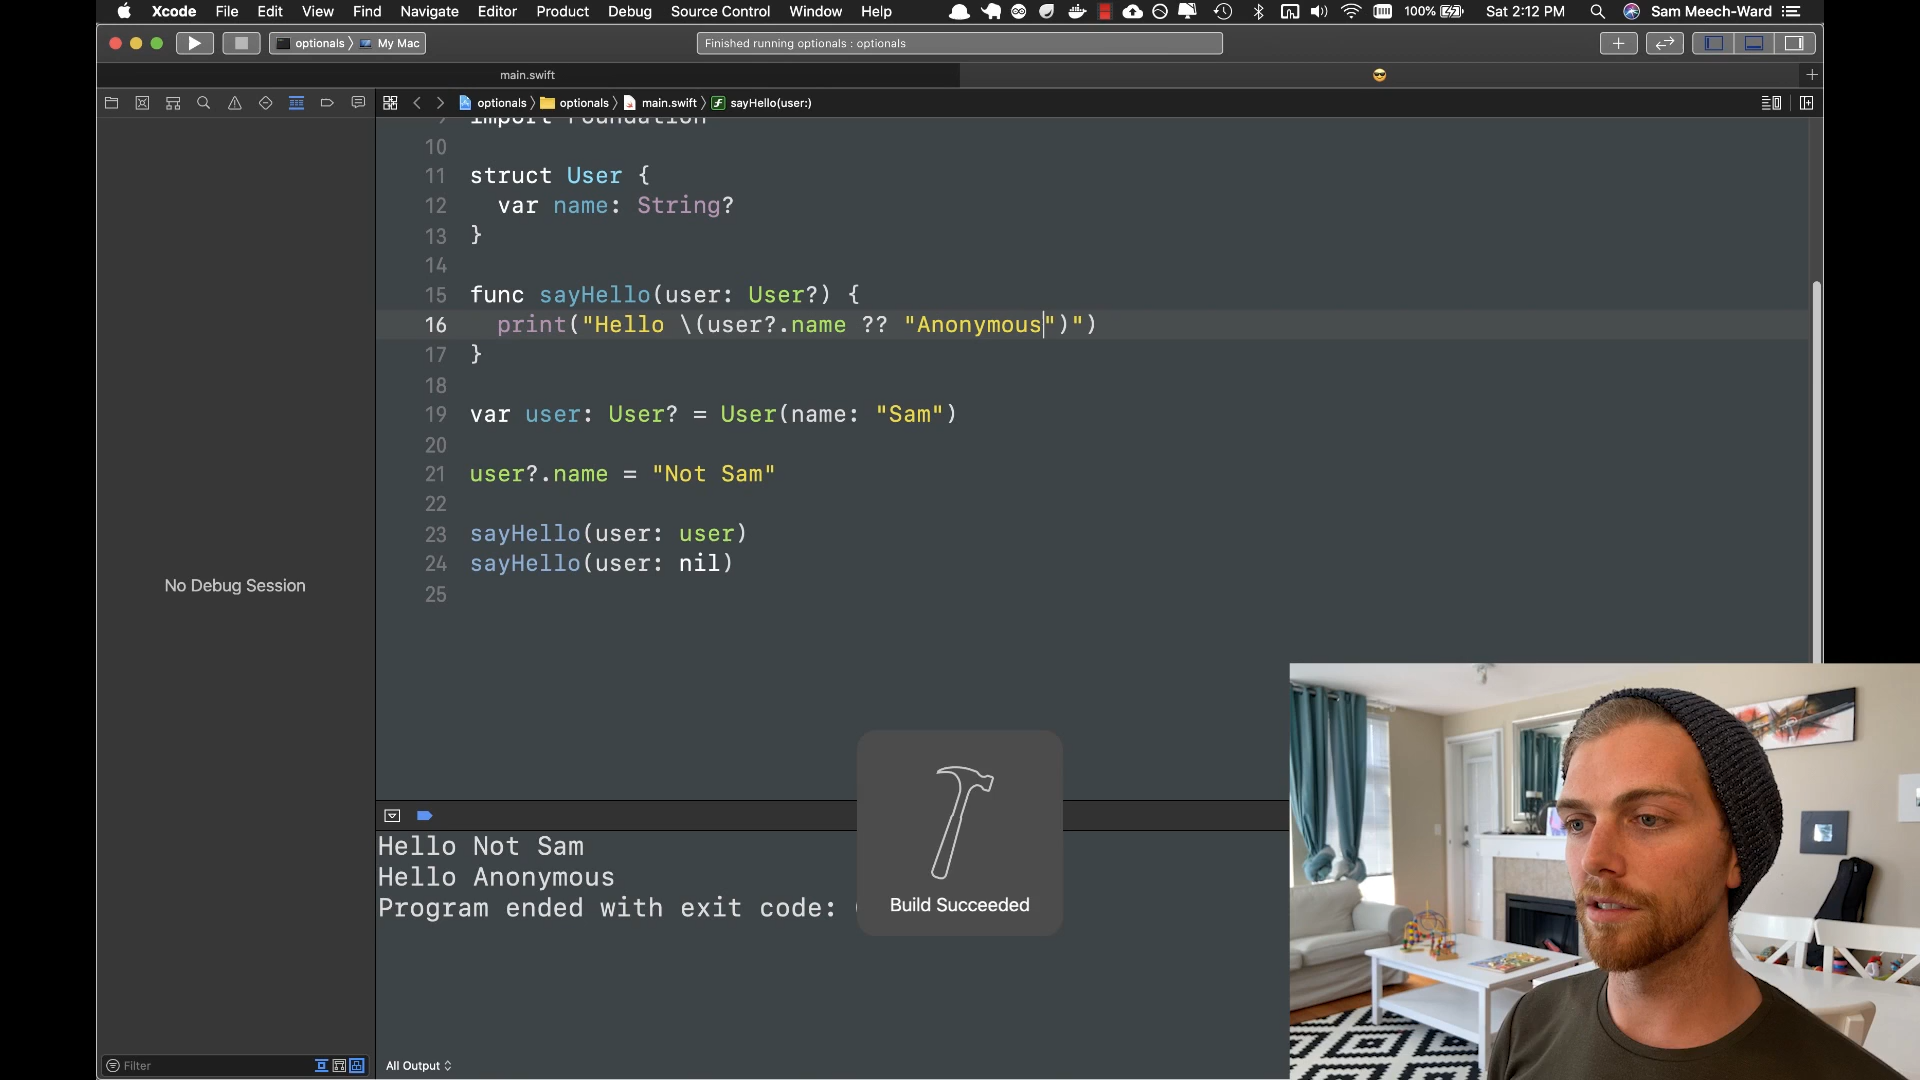 Xcode File Edit View Find Navigate Editor Product Debug Source Control Window Help 100% Sat 2:12 PM Sam Meech-Ward
optionals My Mac Finished running optionals : optionals
main.swift
optionals optionals main.swift sayHello(user:)
9 import Foundation
10
11 struct User {
12 var name: String?
13 }
14
15 func sayHello(user: User?) {
16 print("Hello \(user?.name ?? "Anonymous")")
17 }
18
19 var user: User? = User(name: "Sam")
20
21 user?.name = "Not Sam"
22
23 sayHello(user: user)
24 sayHello(user: nil)
25
No Debug Session
Hello Not Sam
Hello Anonymous
Program ended with exit code:
Build Succeeded
Filter
All Output